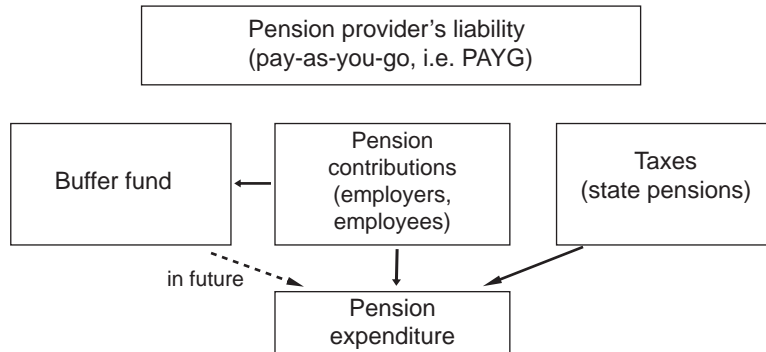 Pension provider’s liability
(pay-as-you-go, i.e. PAYG)
Buffer fund
Pension
contributions
(employers,
employees)
Taxes
(state pensions)
in future
Pension
expenditure